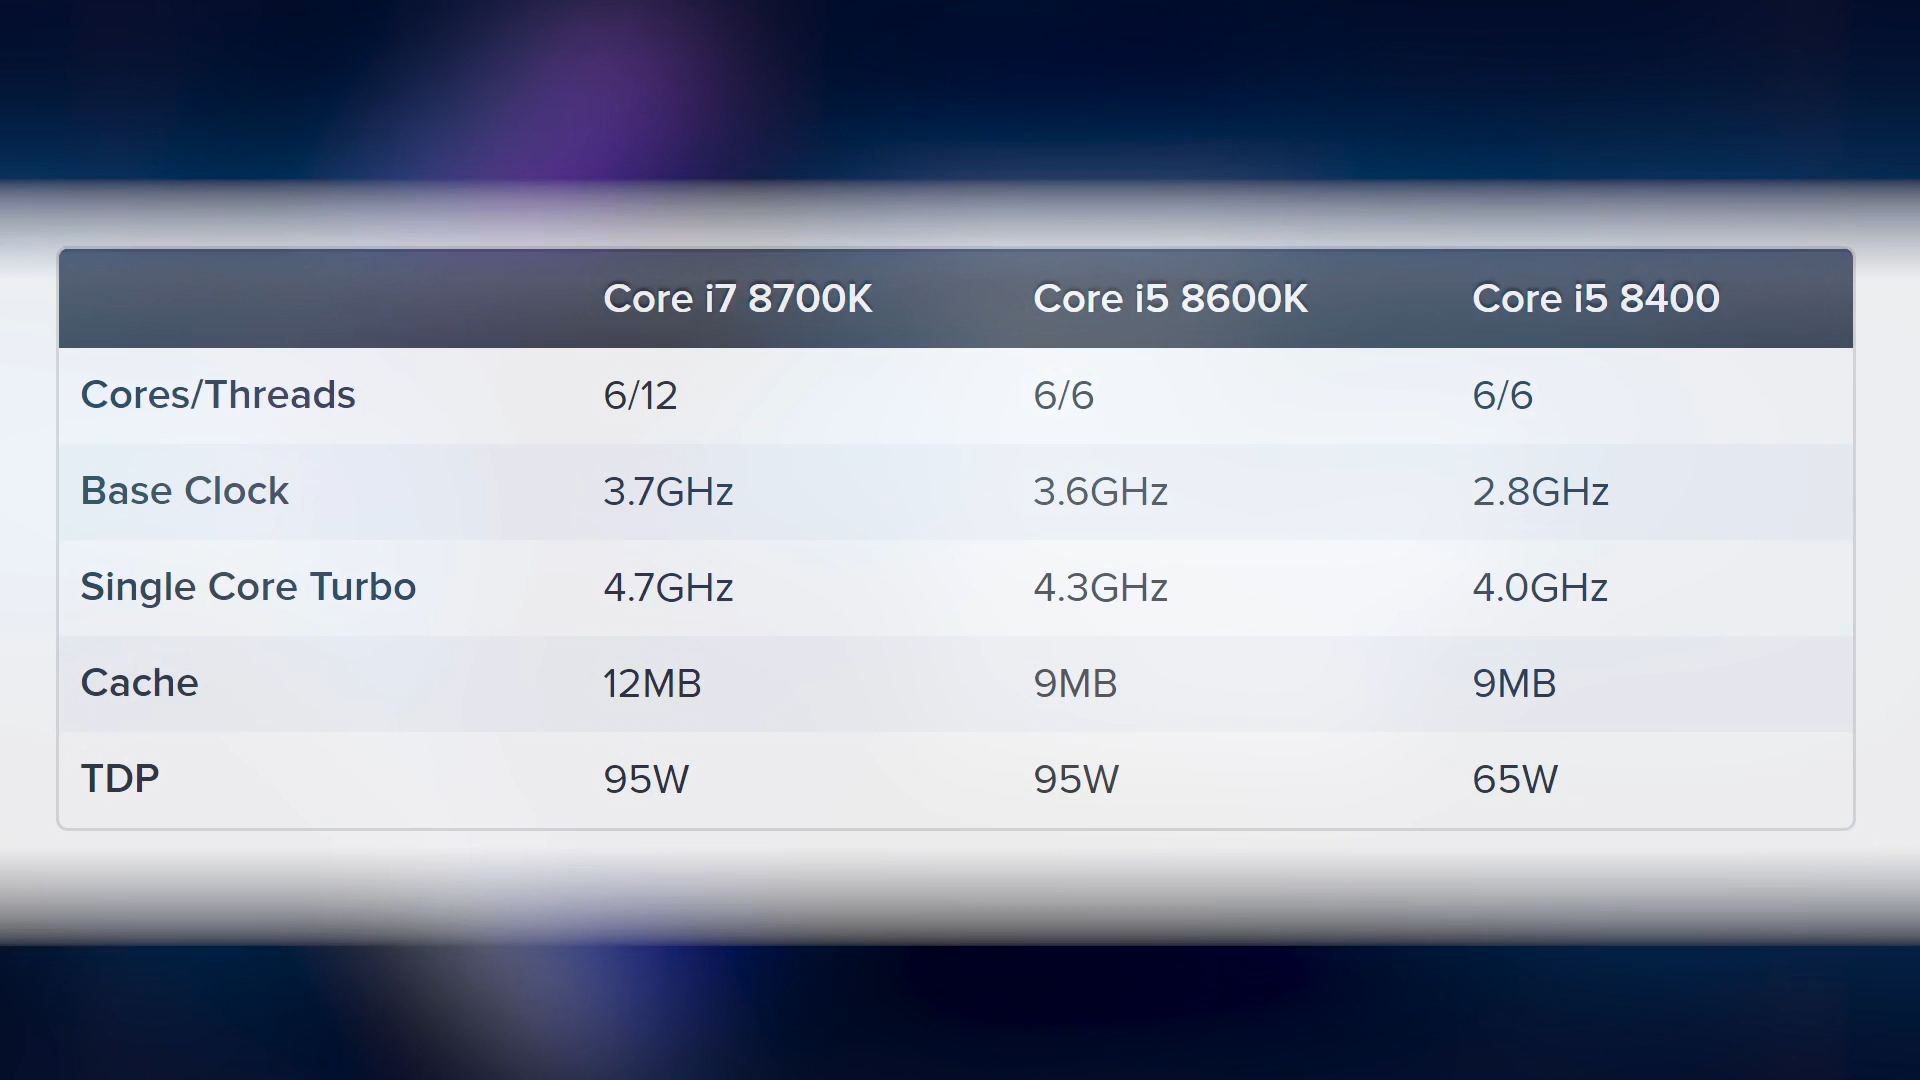 Core i7 8700K Core i5 8600K Core i5 8400
Cores/Threads 6/12 6/6 6/6
Base Clock 3.7GHz 3.6GHz 2.8GHz
Single Core Turbo 4.7GHz 4.3GHz 4.0GHz
Cache 12MB 9MB 9MB
TDP 95W 95W 65W